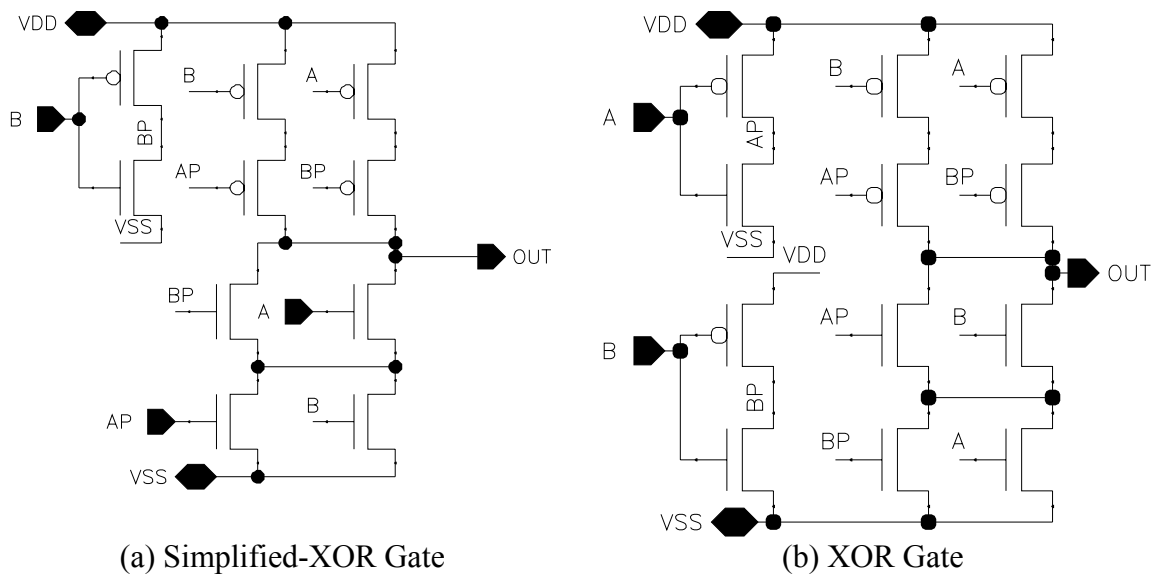 VDD
B
A
B
BP
AP
BP
VSS
OUT
BP
A
AP
B
VSS
(a) Simplified-XOR Gate
VDD
B
A
A
AP
AP
BP
VSS
VDD
OUT
AP
B
B
BP
BP
A
VSS
(b) XOR Gate